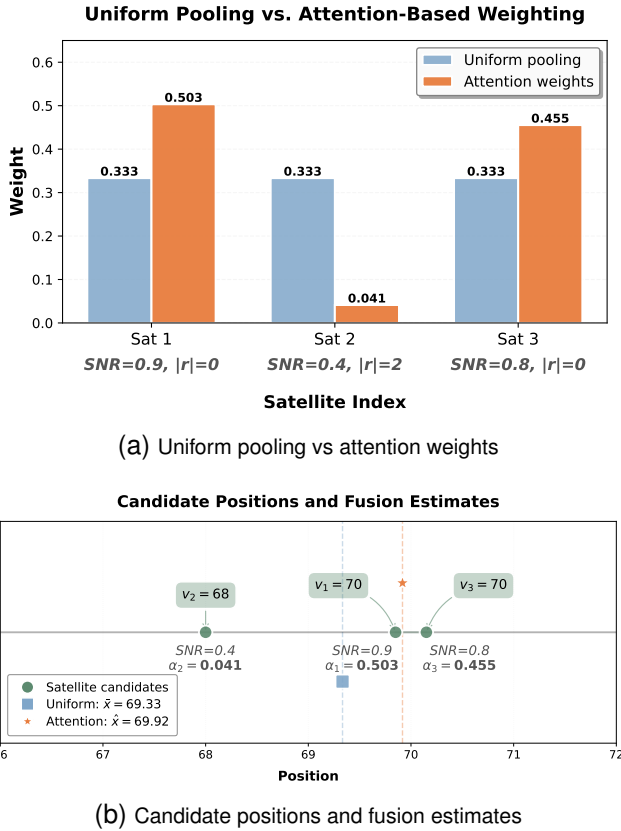 Uniform Pooling vs. Attention-Based Weighting
Uniform pooling
Attention weights
Weight
0.6
0.5
0.4
0.3
0.2
0.1
0.0
0.333
0.503
0.333
0.041
0.333
0.455
Sat 1
Sat 2
Sat 3
SNR=0.9, |r|=0
SNR=0.4, |r|=2
SNR=0.8, |r|=0
Satellite Index
(a) Uniform pooling vs attention weights
Candidate Positions and Fusion Estimates
v₂ = 68
v₁ = 70
v₃ = 70
SNR=0.4
α₂ = 0.041
SNR=0.9
α₁ = 0.503
SNR=0.8
α₃ = 0.455
Satellite candidates
Uniform: x̄ = 69.33
Attention: x̂ = 69.92
6
67
68
69
70
71
72
Position
(b) Candidate positions and fusion estimates